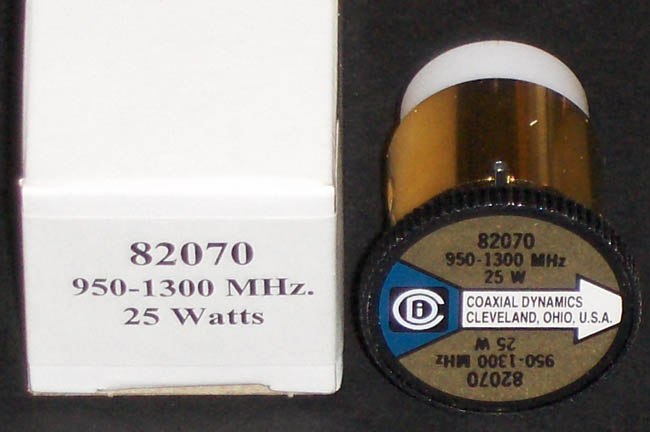 82070
950-1300 MHz.
25 Watts
82070
950-1300 MHz
25 W
CDi
COAXIAL DYNAMICS
CLEVELAND, OHIO, U.S.A.
25 W
950-1300 MHz
82070